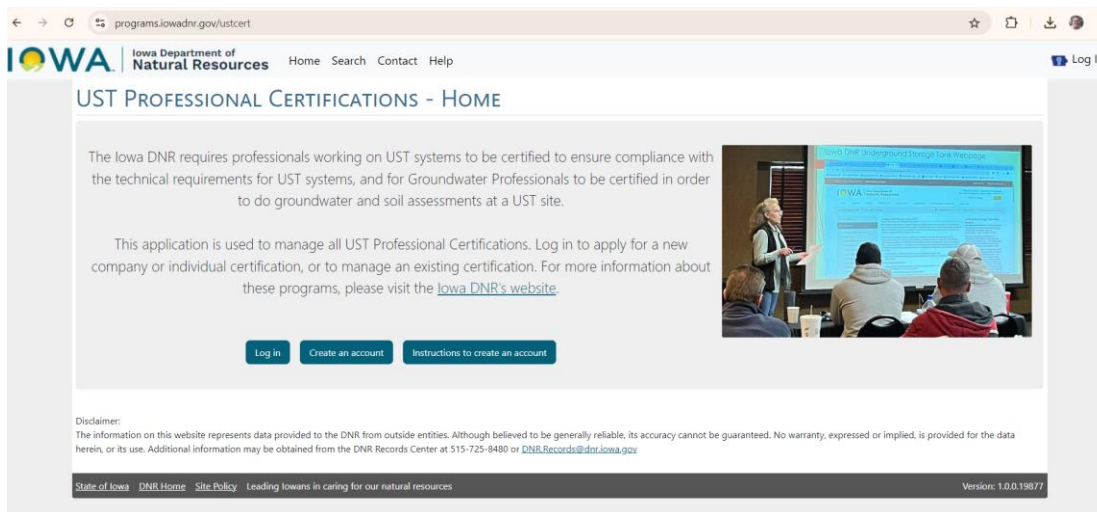 programs.iowadnr.gov/ustcert
IOWA
Iowa Department of
Natural Resources
Home Search Contact Help
Log I
UST PROFESSIONAL CERTIFICATIONS - HOME
The Iowa DNR requires professionals working on UST systems to be certified to ensure compliance with
the technical requirements for UST systems, and for Groundwater Professionals to be certified in order
to do groundwater and soil assessments at a UST site.
This application is used to manage all UST Professional Certifications. Log in to apply for a new
company or individual certification, or to manage an existing certification. For more information about
these programs, please visit the Iowa DNR's website.
Iowa DNR Underground Storage Tank Webpage
IOWA
Log in Create an account Instructions to create an account
Disclaimer:
The information on this website represents data provided to the DNR from outside entities. Although believed to be generally reliable, its accuracy cannot be guaranteed. No warranty, expressed or implied, is provided for the data
herein, or its use. Additional information may be obtained from the DNR Records Center at 515-725-8480 or DNR.Records@dnr.iowa.gov
State of Iowa DNR Home Site Policy Leading Iowans in caring for our natural resources Version: 1.0.0.19877